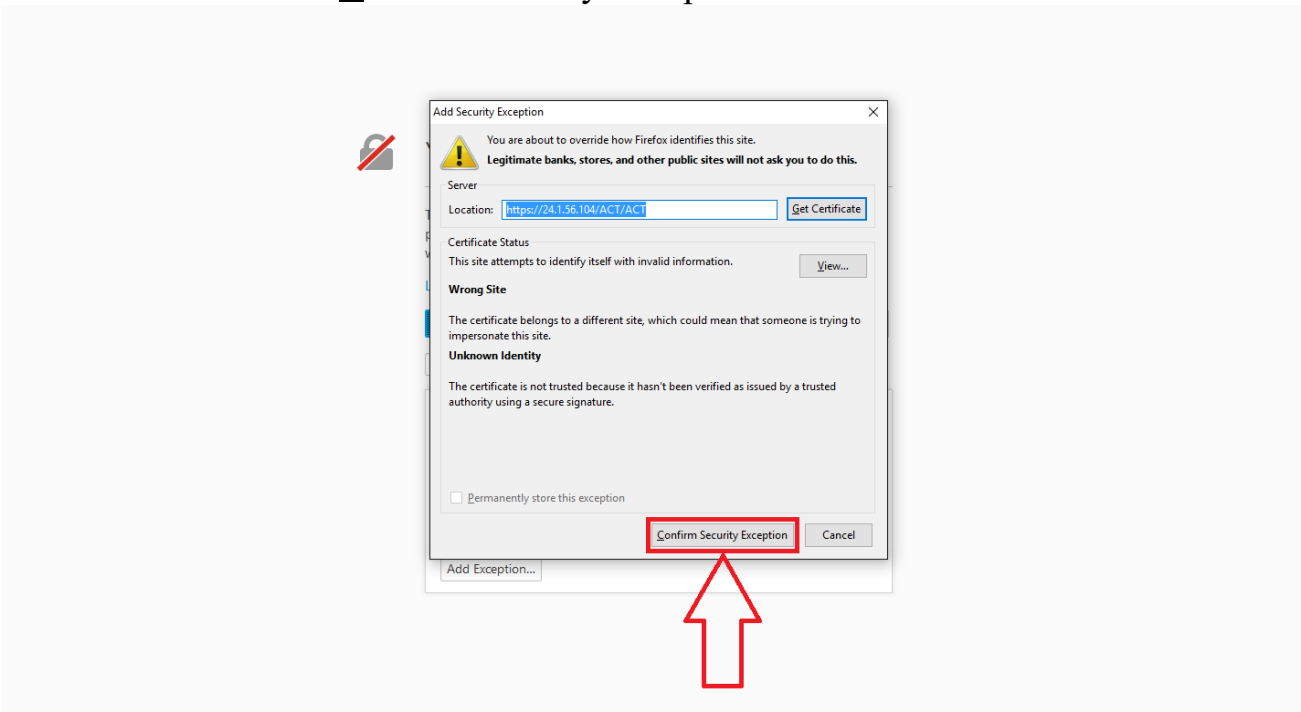 Add Security Exception
You are about to override how Firefox identifies this site.
Legitimate banks, stores, and other public sites will not ask you to do this.
Server
Location: https://24.1.56.104/ACT/ACT Get Certificate
Certificate Status
This site attempts to identify itself with invalid information. View...
Wrong Site
The certificate belongs to a different site, which could mean that someone is trying to
impersonate this site.
Unknown Identity
The certificate is not trusted because it hasn't been verified as issued by a trusted
authority using a secure signature.
Permanently store this exception
Confirm Security Exception Cancel
Add Exception...